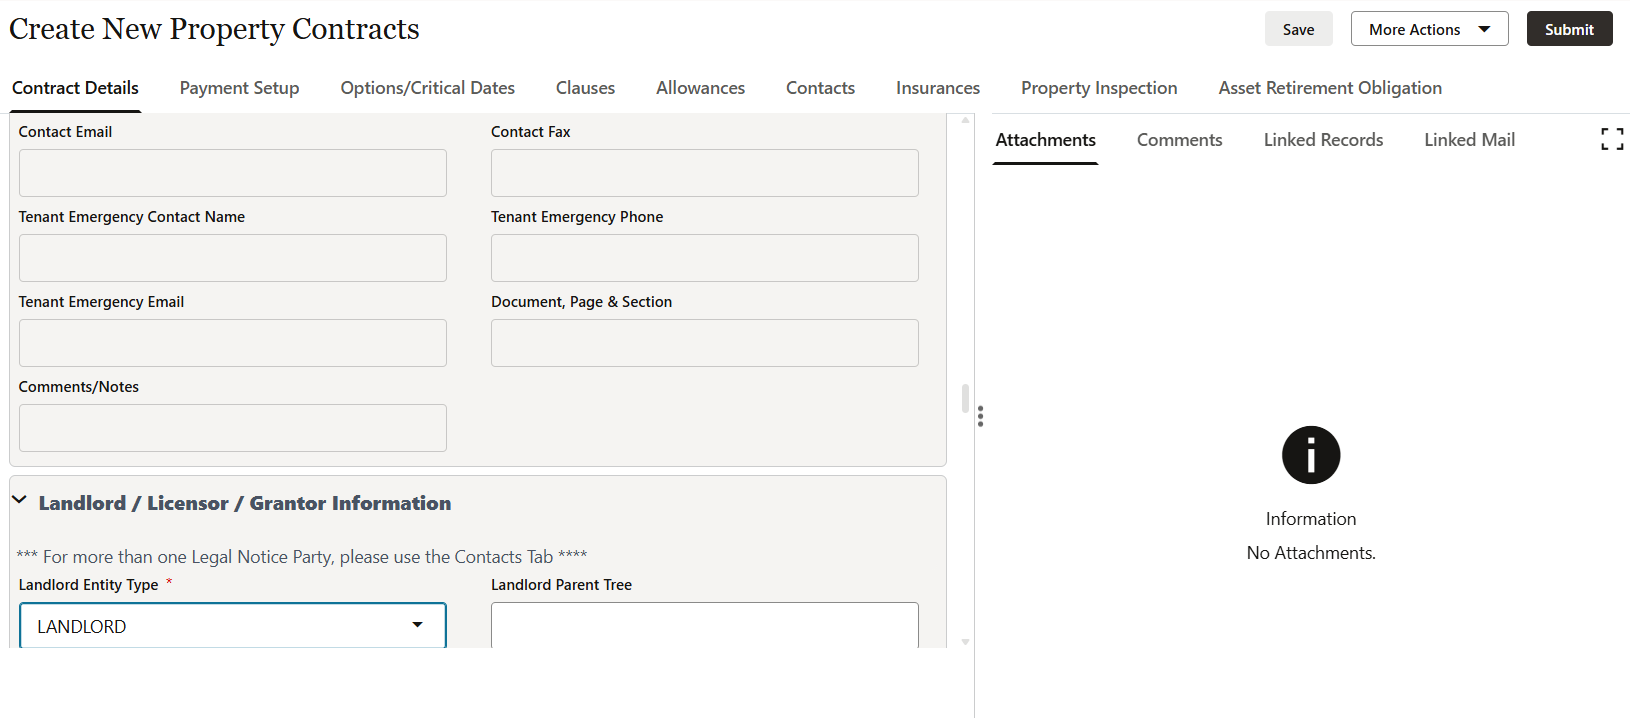 Create New Property Contracts
Save
More Actions
Submit
Contract Details
Payment Setup
Options/Critical Dates
Clauses
Allowances
Contacts
Insurances
Property Inspection
Asset Retirement Obligation
Contact Email
Contact Fax
Tenant Emergency Contact Name
Tenant Emergency Phone
Tenant Emergency Email
Document, Page & Section
Comments/Notes
Landlord / Licensor / Grantor Information
*** For more than one Legal Notice Party, please use the Contacts Tab ****
Landlord Entity Type *
Landlord Parent Tree
LANDLORD
Attachments
Comments
Linked Records
Linked Mail
Information
No Attachments.